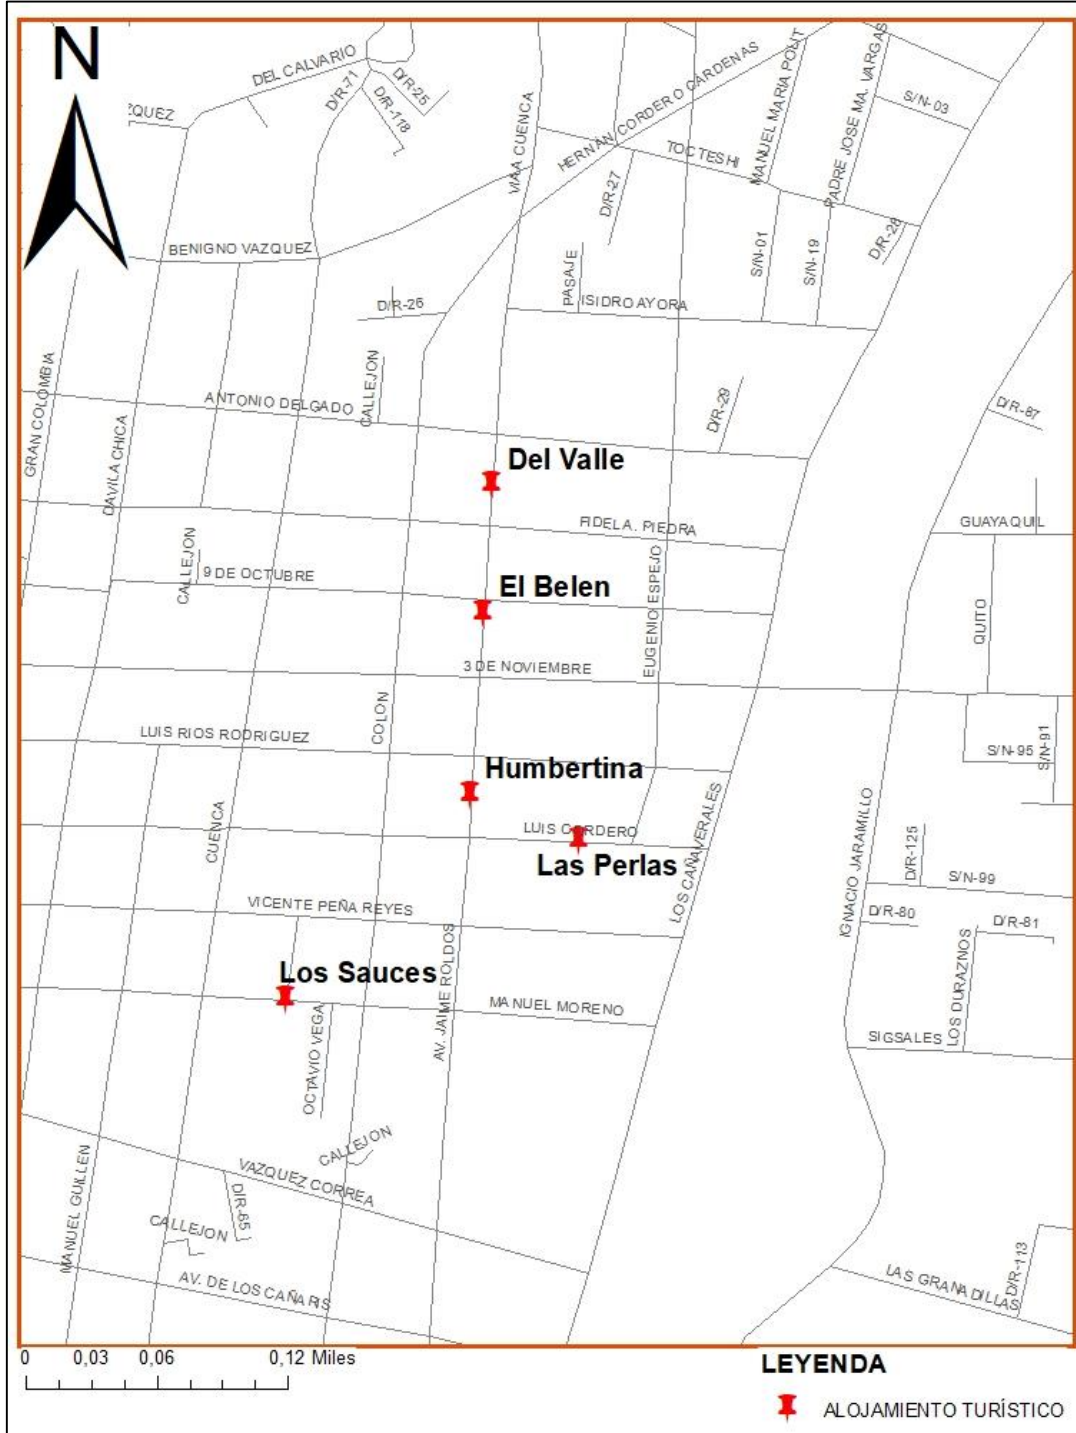 N
DEL CALVARIO
D/R-71
D/R-25
D/R-118
ZQUEZ
VIA A CUENCA
HERNAN CORDERO CARDENAS
MANUEL MARIA POLIT
PADRE JOSE MA. VARGAS
S/N-03
TOCTESHI
D/R-27
S/N-01
S/N-19
D/R-28
BENIGNO VAZQUEZ
PASAJE
ISIDRO AYORA
D/R-26
GRAN COLOMBIA
CALLEJON
ANTONIO DELGADO
DAVILA CHICA
D/R-29
D/R-87
Del Valle
FIDEL A. PIEDRA
GUAYAQUIL
CALLEJON
9 DE OCTUBRE
El Belen
EUGENIO ESPEJO
QUITO
3 DE NOVIEMBRE
COLON
LUIS RIOS RODRIGUEZ
S/N-95
S/N-91
Humbertina
CUENCA
LUIS CORDERO
Las Perlas
LOS CAÑAVERALES
IGNACIO JARAMILLO
D/R-125
S/N-99
VICENTE PEÑA REYES
D/R-80
D/R-81
LOS DURAZNOS
Los Sauces
AV. JAIME ROLDOS
MANUEL MORENO
OCTAVIO VEGA
SIGSALES
CALLEJON
VAZQUEZ CORREA
MANUEL GUILLEN
D/R-65
CALLEJON
AV. DE LOS CAÑARIS
LAS GRANADILLAS
D/R-113
0 0,03 0,06 0,12 Miles
LEYENDA
ALOJAMIENTO TURÍSTICO